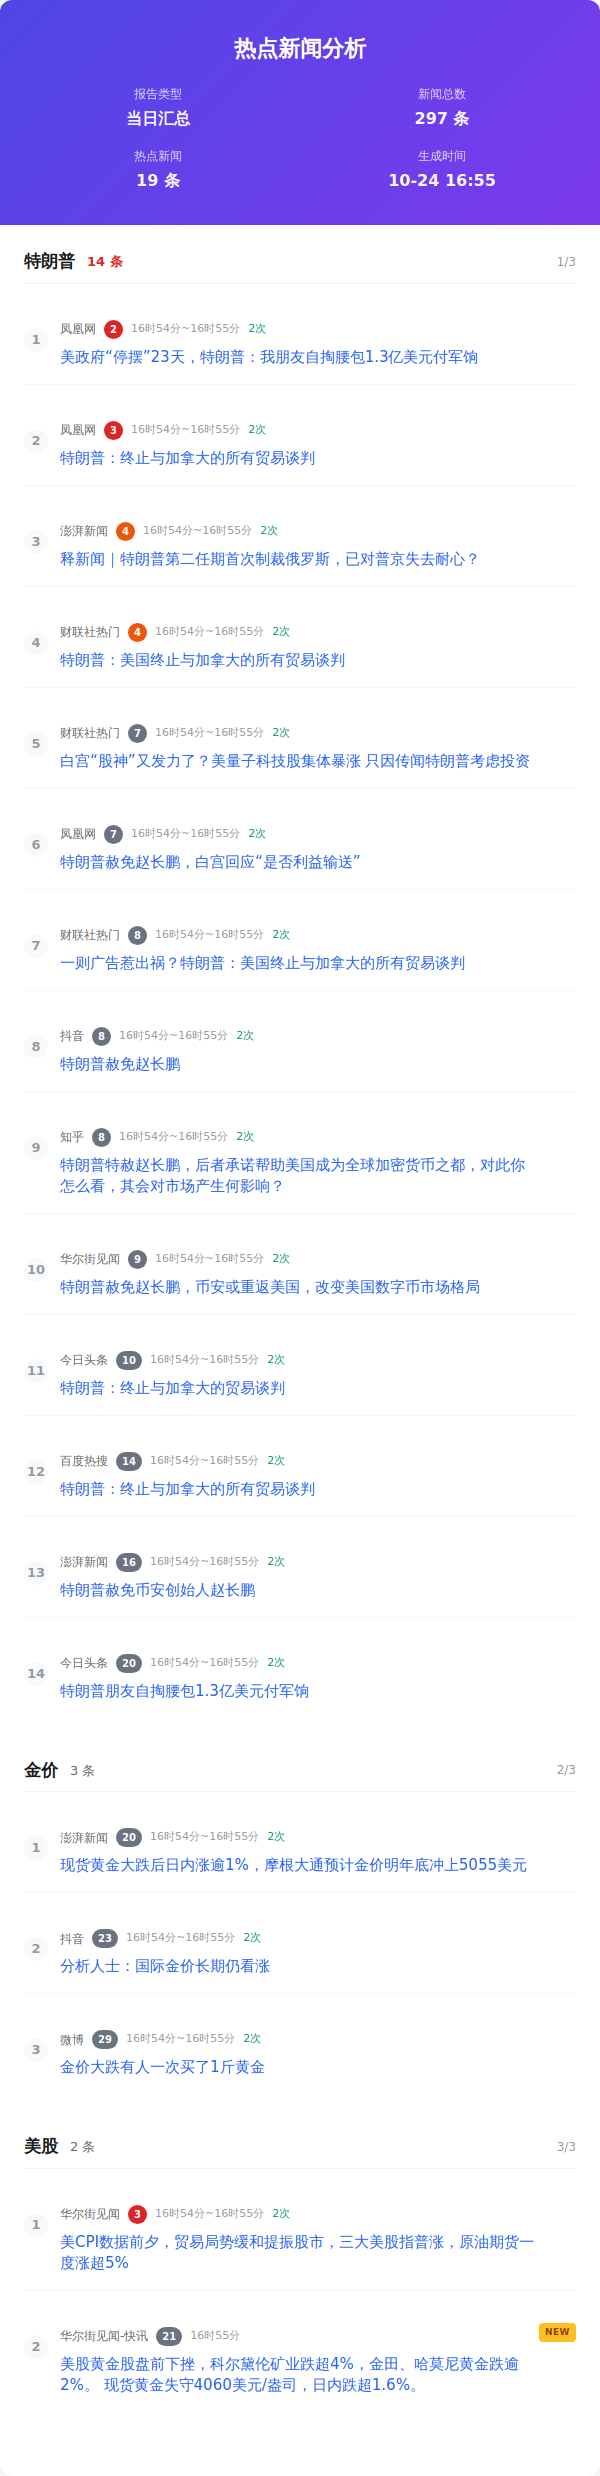 热点新闻分析
报告类型
当日汇总
新闻总数
297 条
热点新闻
19 条
生成时间
10-24 16:55
特朗普 14 条 1/3
1
凤凰网 2 16时54分~16时55分 2次
美政府“停摆”23天，特朗普：我朋友自掏腰包1.3亿美元付军饷
2
凤凰网 3 16时54分~16时55分 2次
特朗普：终止与加拿大的所有贸易谈判
3
澎湃新闻 4 16时54分~16时55分 2次
释新闻｜特朗普第二任期首次制裁俄罗斯，已对普京失去耐心？
4
财联社热门 4 16时54分~16时55分 2次
特朗普：美国终止与加拿大的所有贸易谈判
5
财联社热门 7 16时54分~16时55分 2次
白宫“股神”又发力了？美量子科技股集体暴涨 只因传闻特朗普考虑投资
6
凤凰网 7 16时54分~16时55分 2次
特朗普赦免赵长鹏，白宫回应“是否利益输送”
7
财联社热门 8 16时54分~16时55分 2次
一则广告惹出祸？特朗普：美国终止与加拿大的所有贸易谈判
8
抖音 8 16时54分~16时55分 2次
特朗普赦免赵长鹏
9
知乎 8 16时54分~16时55分 2次
特朗普特赦赵长鹏，后者承诺帮助美国成为全球加密货币之都，对此你
怎么看，其会对市场产生何影响？
10
华尔街见闻 9 16时54分~16时55分 2次
特朗普赦免赵长鹏，币安或重返美国，改变美国数字币市场格局
11
今日头条 10 16时54分~16时55分 2次
特朗普：终止与加拿大的贸易谈判
12
百度热搜 14 16时54分~16时55分 2次
特朗普：终止与加拿大的所有贸易谈判
13
澎湃新闻 16 16时54分~16时55分 2次
特朗普赦免币安创始人赵长鹏
14
今日头条 20 16时54分~16时55分 2次
特朗普朋友自掏腰包1.3亿美元付军饷
金价 3 条 2/3
1
澎湃新闻 20 16时54分~16时55分 2次
现货黄金大跌后日内涨逾1%，摩根大通预计金价明年底冲上5055美元
2
抖音 23 16时54分~16时55分 2次
分析人士：国际金价长期仍看涨
3
微博 29 16时54分~16时55分 2次
金价大跌有人一次买了1斤黄金
美股 2 条 3/3
1
华尔街见闻 3 16时54分~16时55分 2次
美CPI数据前夕，贸易局势缓和提振股市，三大美股指普涨，原油期货一
度涨超5%
2
华尔街见闻-快讯 21 16时55分 NEW
美股黄金股盘前下挫，科尔黛伦矿业跌超4%，金田、哈莫尼黄金跌逾
2%。 现货黄金失守4060美元/盎司，日内跌超1.6%。